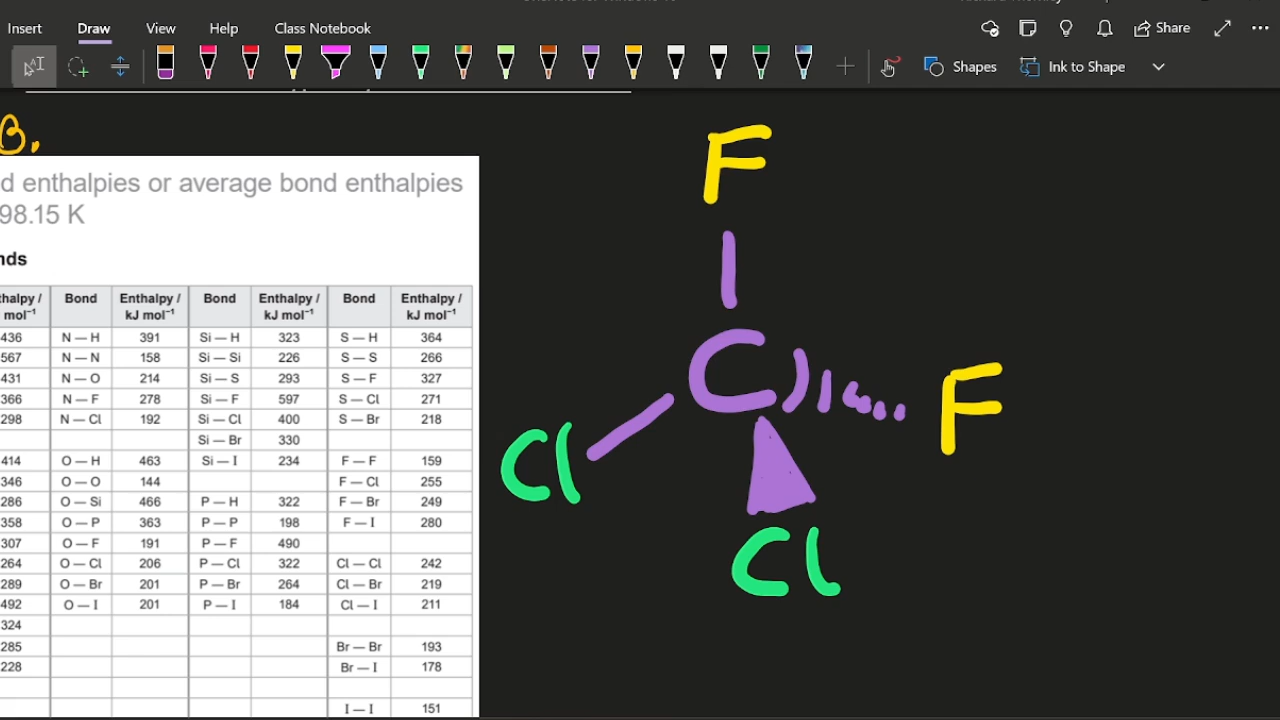 Insert Draw View Help Class Notebook Share
Shapes Ink to Shape
B.
d enthalpies or average bond enthalpies
98.15 K
nds
halpy / mol⁻¹ Bond Enthalpy / kJ mol⁻¹ Bond Enthalpy / kJ mol⁻¹ Bond Enthalpy / kJ mol⁻¹
436 N — H 391 Si — H 323 S — H 364
567 N — N 158 Si — Si 226 S — S 266
431 N — O 214 Si — S 293 S — F 327
366 N — F 278 Si — F 597 S — Cl 271
298 N — Cl 192 Si — Cl 400 S — Br 218
Si — Br 330
414 O — H 463 Si — I 234 F — F 159
346 O — O 144 F — Cl 255
286 O — Si 466 P — H 322 F — Br 249
358 O — P 363 P — P 198 F — I 280
307 O — F 191 P — F 490
264 O — Cl 206 P — Cl 322 Cl — Cl 242
289 O — Br 201 P — Br 264 Cl — Br 219
492 O — I 201 P — I 184 Cl — I 211
324
285 Br — Br 193
228 Br — I 178
I — I 151
F
C
F
Cl
Cl